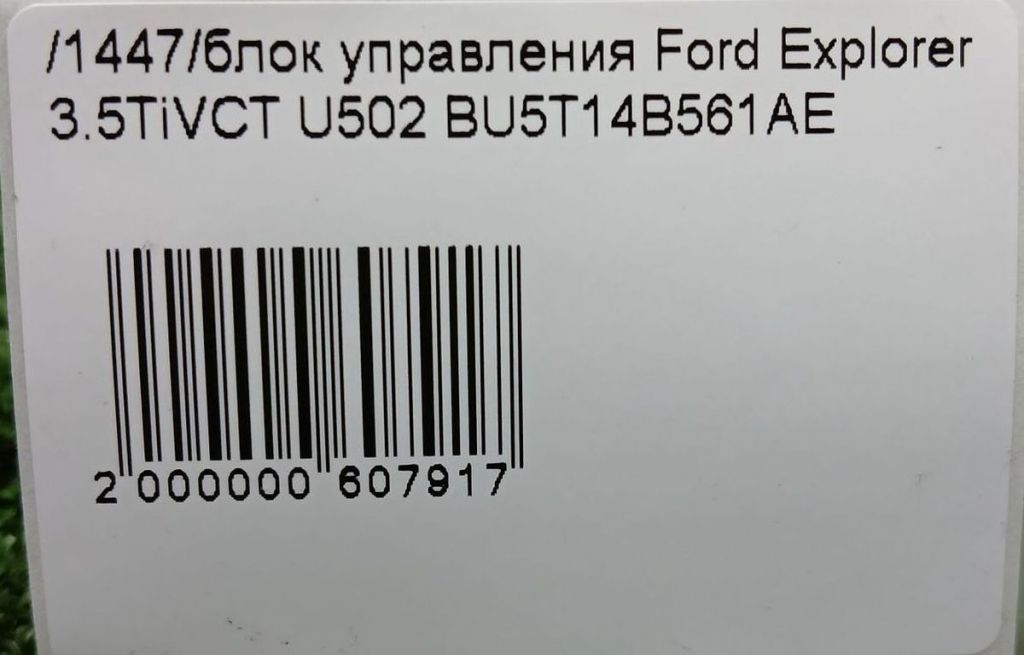 /1447/блок управления Ford Explorer
3.5TiVCT U502 BU5T14B561AE
2 000000 607917